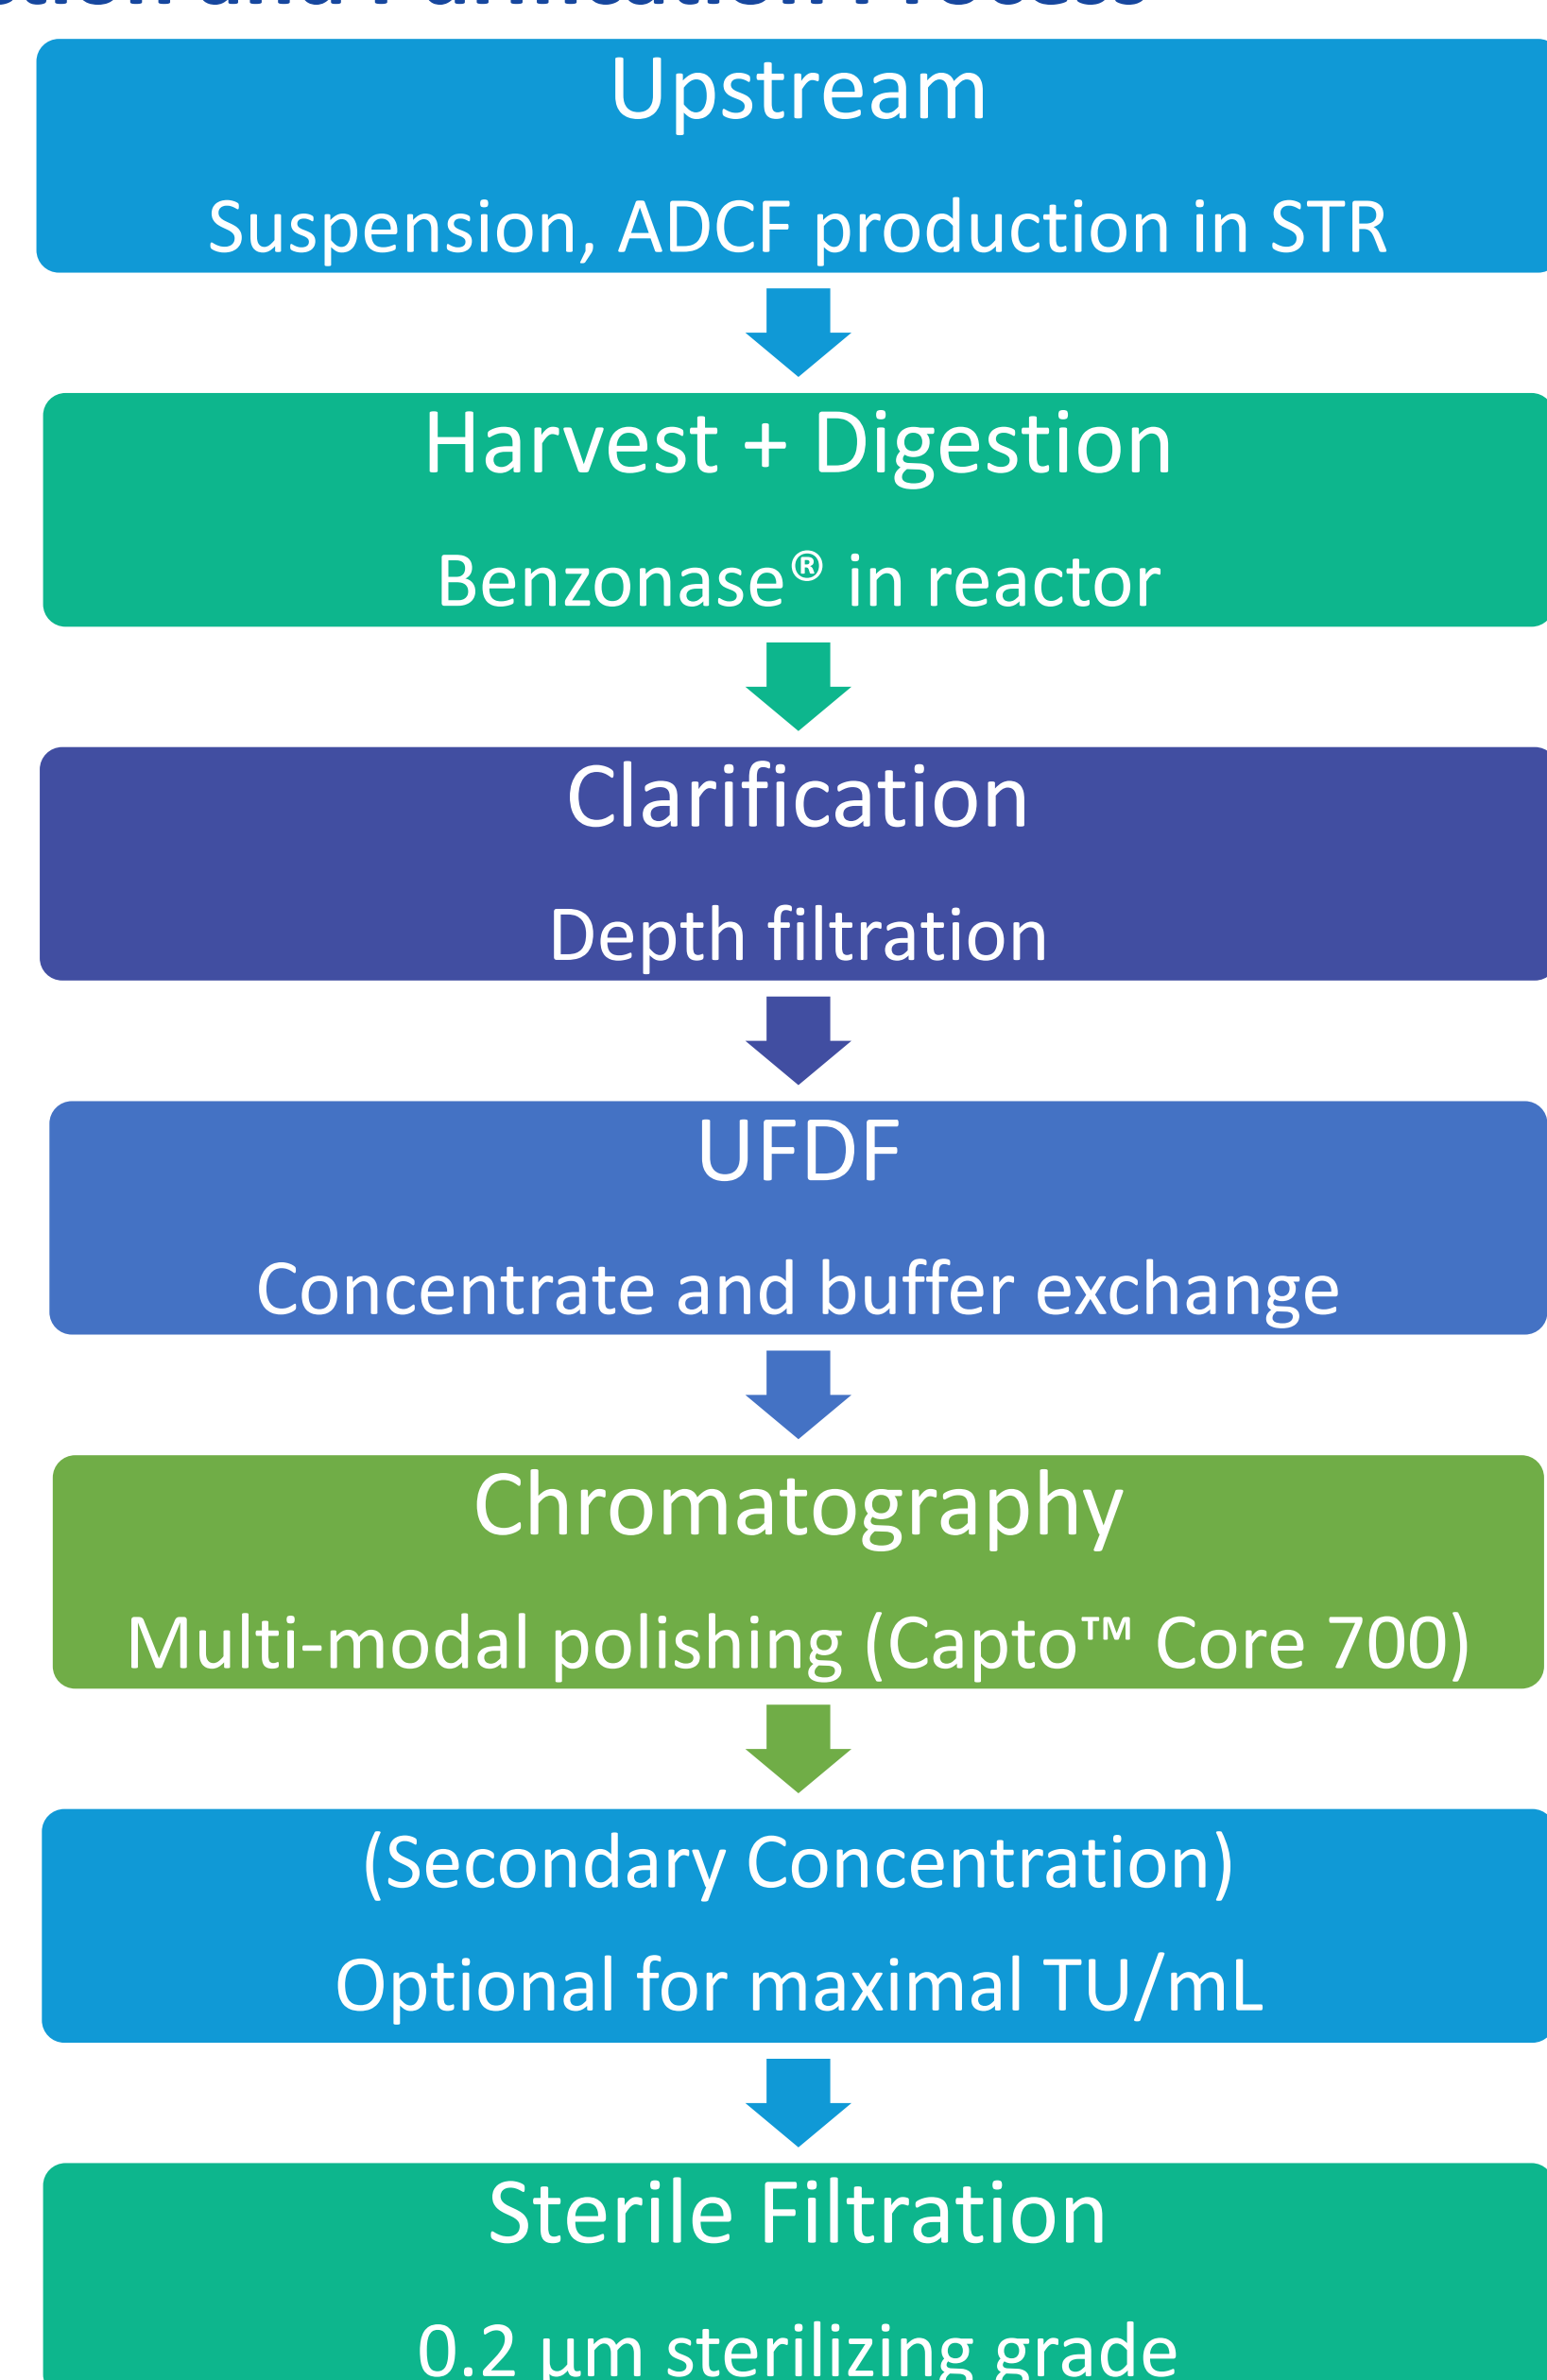 Upstream
Suspension, ADCF production in STR
Harvest + Digestion
Benzonase® in reactor
Clarification
Depth filtration
UFDF
Concentrate and buffer exchange
Chromatography
Multi-modal polishing (Capto™ Core 700)
(Secondary Concentration)
Optional for maximal TU/mL
Sterile Filtration
0.2 µm sterilizing grade